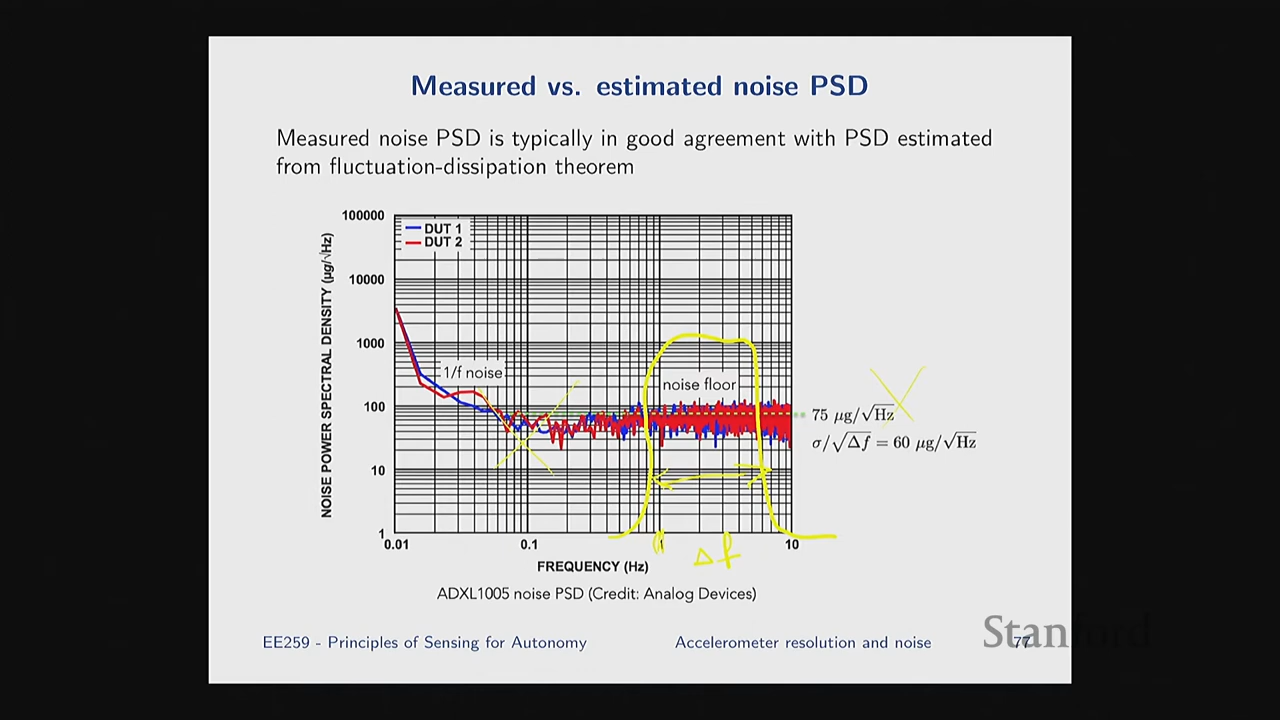 Measured vs. estimated noise PSD
Measured noise PSD is typically in good agreement with PSD estimated
from fluctuation-dissipation theorem
NOISE POWER SPECTRAL DENSITY (µg/√Hz)
100000
10000
1000
100
10
1
DUT 1
DUT 2
1/f noise
noise floor
75 µg/√Hz
σ/√Δf = 60 µg/√Hz
0.01
0.1
1
10
Δf
FREQUENCY (Hz)
ADXL1005 noise PSD (Credit: Analog Devices)
EE259 - Principles of Sensing for Autonomy
Accelerometer resolution and noise
77
Stanford